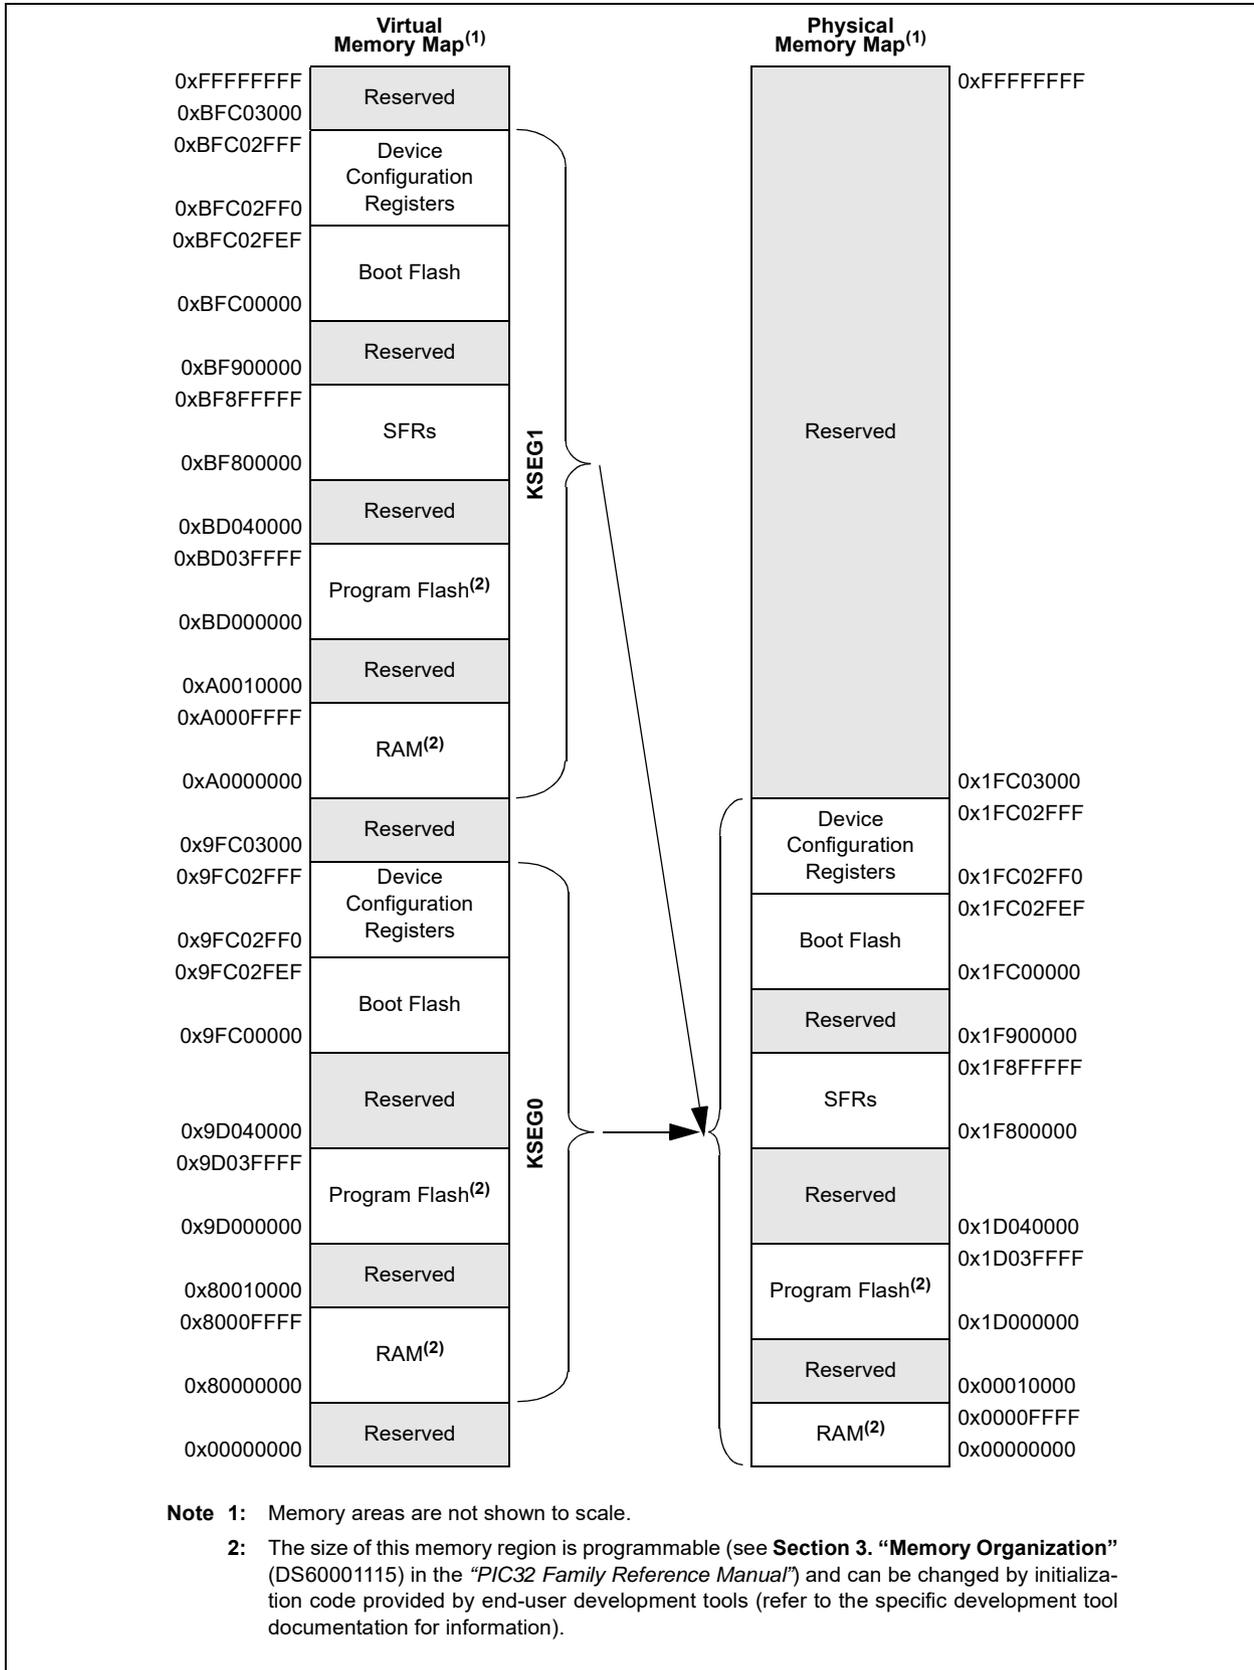 Virtual
Memory Map(1)
Physical
Memory Map(1)
0xFFFFFFFF
Reserved
0xBFC03000
0xBFC02FFF
Device
Configuration
Registers
0xBFC02FF0
0xBFC02FEF
Boot Flash
0xBFC00000
Reserved
0xBF900000
0xBF8FFFFF
SFRs
0xBF800000
Reserved
0xBD040000
0xBD03FFFF
Program Flash(2)
0xBD000000
Reserved
0xA0010000
0xA000FFFF
RAM(2)
0xA0000000
KSEG1
Reserved
0x9FC03000
0x9FC02FFF
Device
Configuration
Registers
0x9FC02FF0
0x9FC02FEF
Boot Flash
0x9FC00000
Reserved
0x9D040000
0x9D03FFFF
Program Flash(2)
0x9D000000
Reserved
0x80010000
0x8000FFFF
RAM(2)
0x80000000
KSEG0
Reserved
0x00000000
0xFFFFFFFF
Reserved
0x1FC03000
0x1FC02FFF
Device
Configuration
Registers
0x1FC02FF0
0x1FC02FEF
Boot Flash
0x1FC00000
Reserved
0x1F900000
0x1F8FFFFF
SFRs
0x1F800000
Reserved
0x1D040000
0x1D03FFFF
Program Flash(2)
0x1D000000
Reserved
0x00010000
0x0000FFFF
RAM(2)
0x00000000
Note 1: Memory areas are not shown to scale.
2: The size of this memory region is programmable (see Section 3. “Memory Organization”
(DS60001115) in the “PIC32 Family Reference Manual”) and can be changed by initializa-
tion code provided by end-user development tools (refer to the specific development tool
documentation for information).